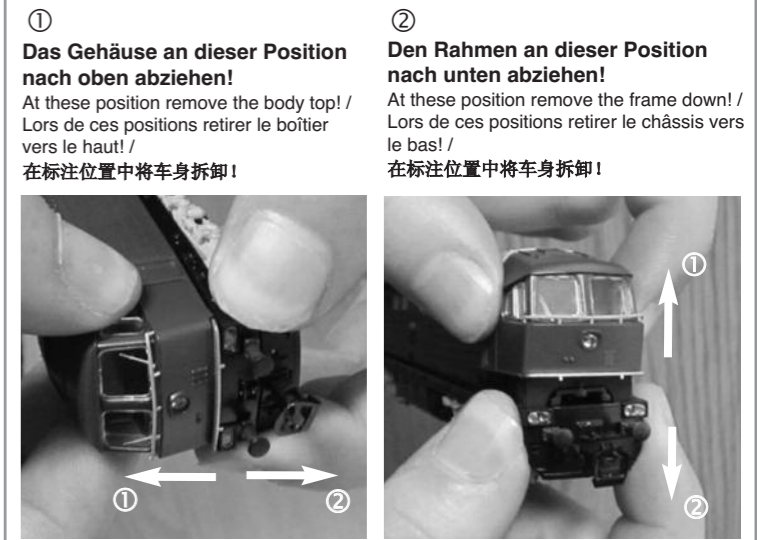 ①
Das Gehäuse an dieser Position
nach oben abziehen!
At these position remove the body top! /
Lors de ces positions retirer le boîtier
vers le haut! /
在标注位置中将车身拆卸！
②
Den Rahmen an dieser Position
nach unten abziehen!
At these position remove the frame down! /
Lors de ces positions retirer le châssis vers
le bas! /
在标注位置中将车身拆卸！
①
②
①
②